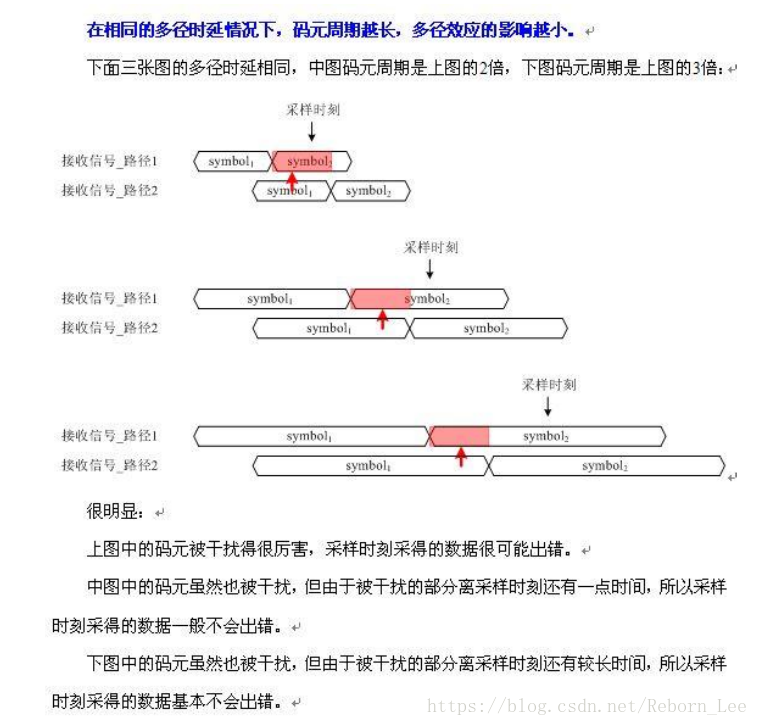 在相同的多径时延情况下，码元周期越长，多径效应的影响越小。
下面三张图的多径时延相同，中图码元周期是上图的2倍，下图码元周期是上图的3倍：
采样时刻
接收信号_路径1 symbol₁ symbol₂
接收信号_路径2 symbol₁ symbol₂
采样时刻
接收信号_路径1 symbol₁ symbol₂
接收信号_路径2 symbol₁ symbol₂
采样时刻
接收信号_路径1 symbol₁ symbol₂
接收信号_路径2 symbol₁ symbol₂
很明显：
上图中的码元被干扰得很厉害，采样时刻采得的数据很可能出错。
中图中的码元虽然也被干扰，但由于被干扰的部分离采样时刻还有一点时间，所以采样
时刻采得的数据一般不会出错。
下图中的码元虽然也被干扰，但由于被干扰的部分离采样时刻还有较长时间，所以采样
时刻采得的数据基本不会出错。
https://blog.csdn.net/Reborn_Lee